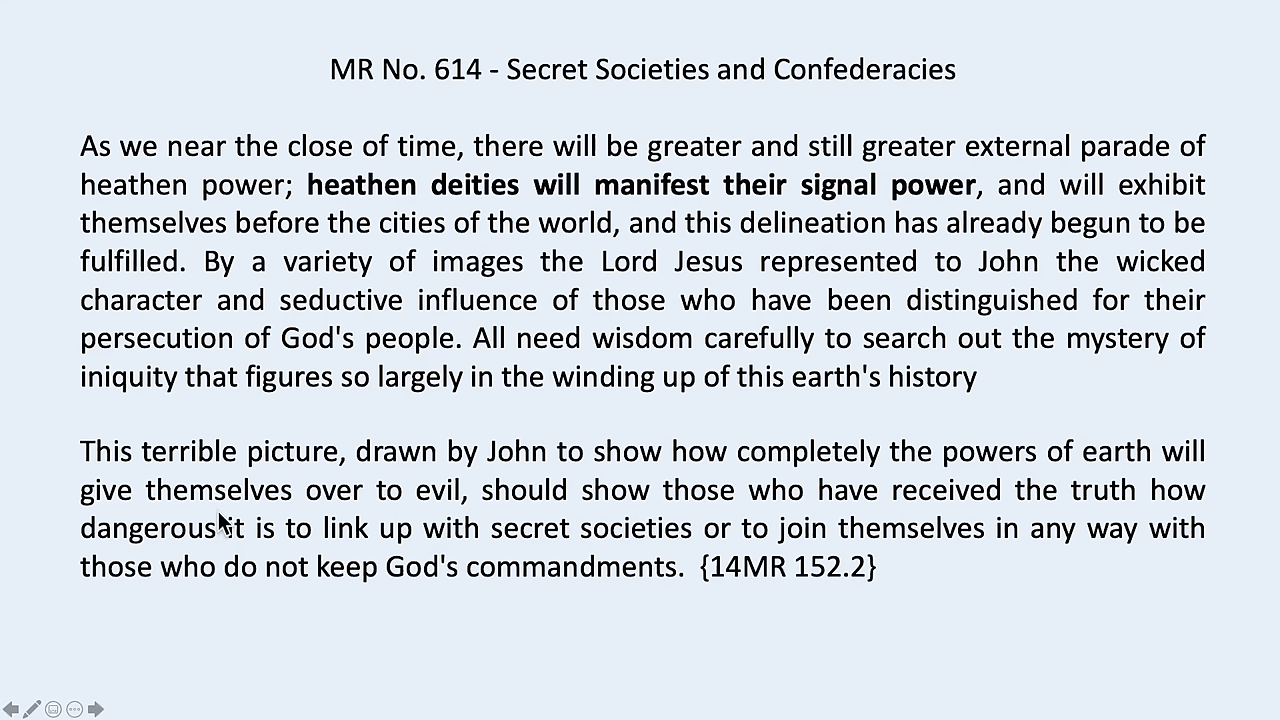 MR No. 614 - Secret Societies and Confederacies
As we near the close of time, there will be greater and still greater external parade of
heathen power; heathen deities will manifest their signal power, and will exhibit
themselves before the cities of the world, and this delineation has already begun to be
fulfilled. By a variety of images the Lord Jesus represented to John the wicked
character and seductive influence of those who have been distinguished for their
persecution of God's people. All need wisdom carefully to search out the mystery of
iniquity that figures so largely in the winding up of this earth's history
This terrible picture, drawn by John to show how completely the powers of earth will
give themselves over to evil, should show those who have received the truth how
dangerous it is to link up with secret societies or to join themselves in any way with
those who do not keep God's commandments. {14MR 152.2}